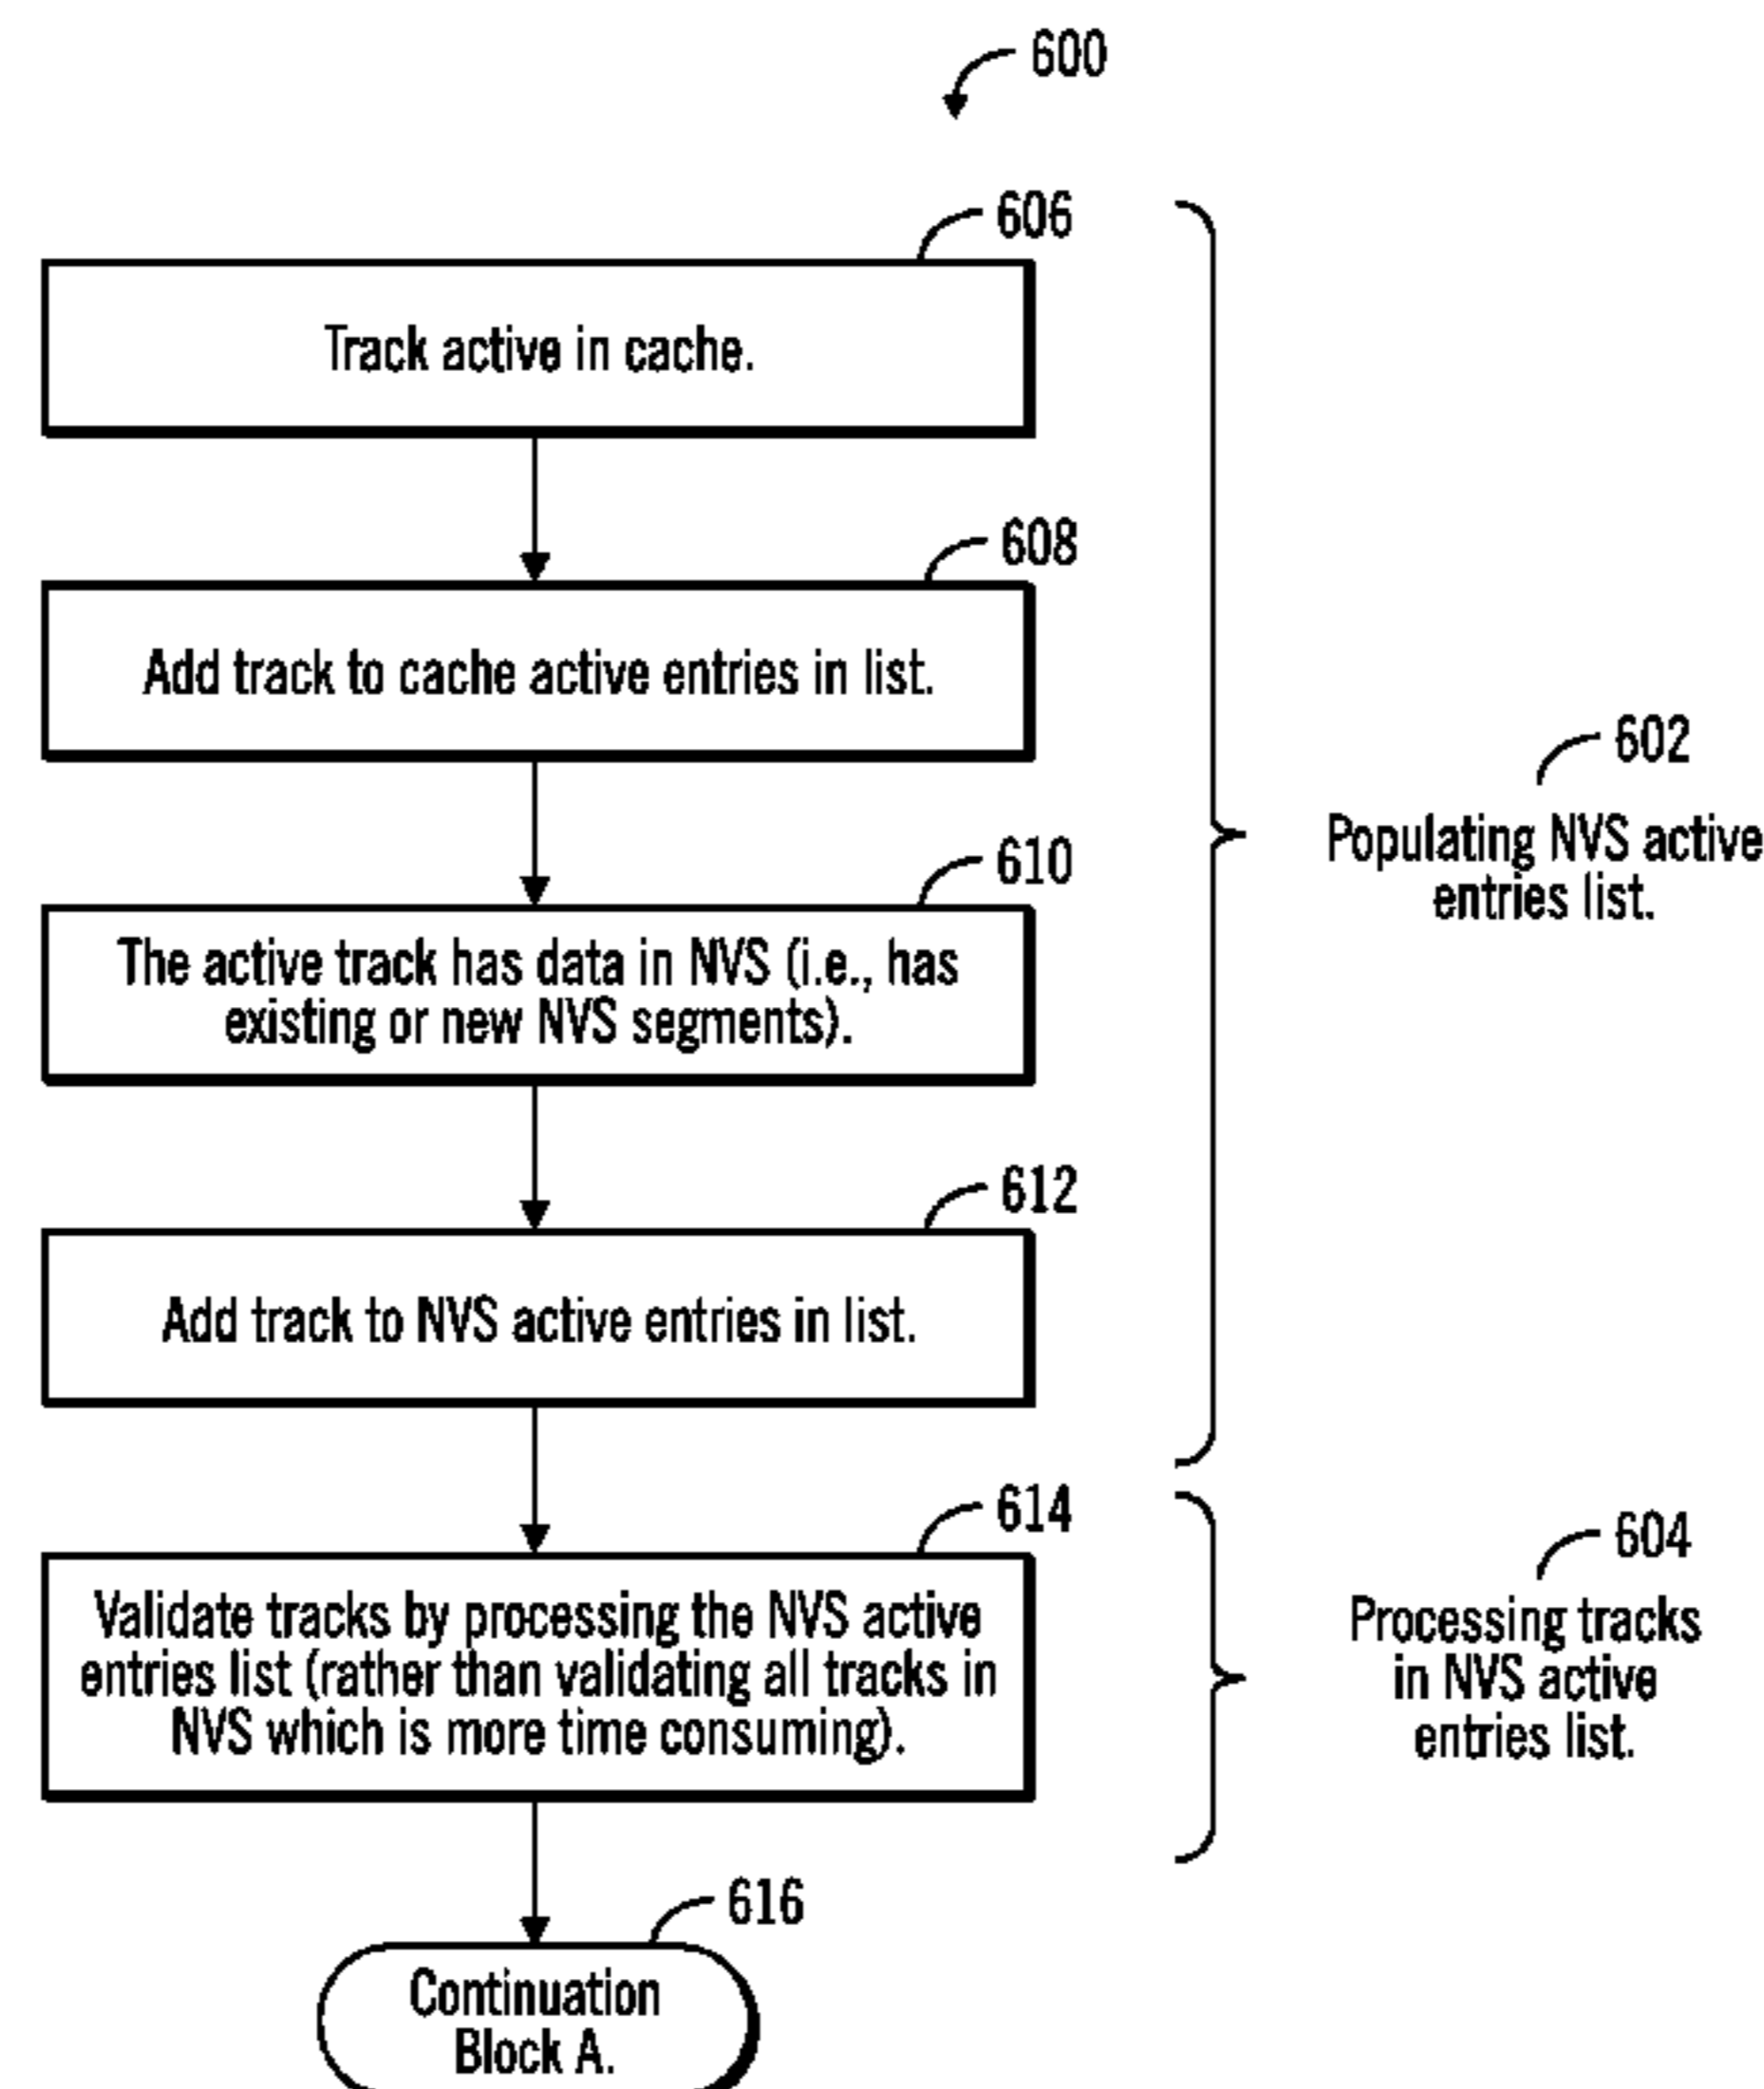 600
606
Track active in cache.
608
Add track to cache active entries in list.
602
Populating NVS active
entries list.
610
The active track has data in NVS (i.e., has
existing or new NVS segments).
612
Add track to NVS active entries in list.
614
Validate tracks by processing the NVS active
entries list (rather than validating all tracks in
NVS which is more time consuming).
604
Processing tracks
in NVS active
entries list.
616
Continuation
Block A.